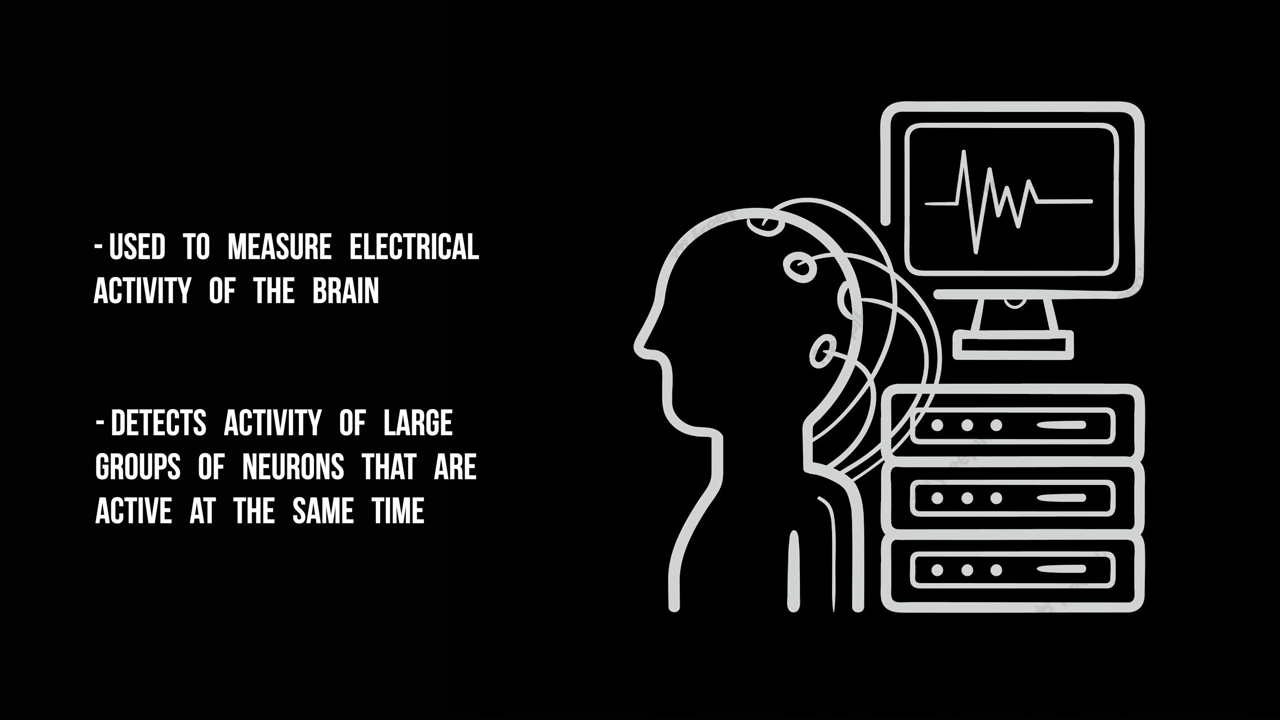 - USED TO MEASURE ELECTRICAL
ACTIVITY OF THE BRAIN
- DETECTS ACTIVITY OF LARGE
GROUPS OF NEURONS THAT ARE
ACTIVE AT THE SAME TIME